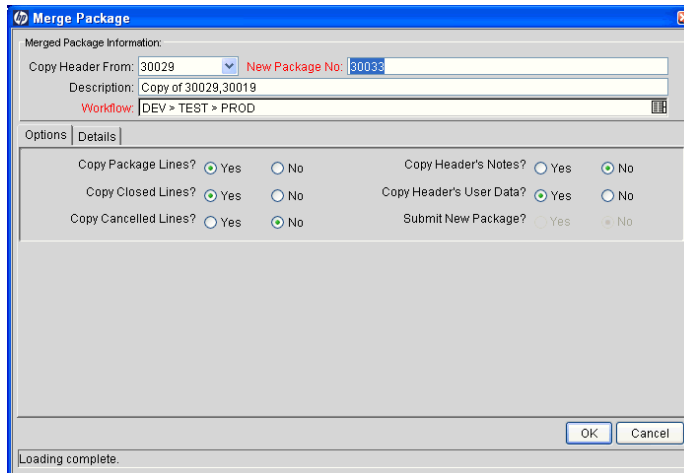 Merge Package
Merged Package Information:
Copy Header From: 30029 New Package No: 30033
Description: Copy of 30029,30019
Workflow: DEV > TEST > PROD
Options Details
Copy Package Lines? Yes No Copy Header's Notes? Yes No
Copy Closed Lines? Yes No Copy Header's User Data? Yes No
Copy Cancelled Lines? Yes No Submit New Package? Yes No
OK Cancel
Loading complete.